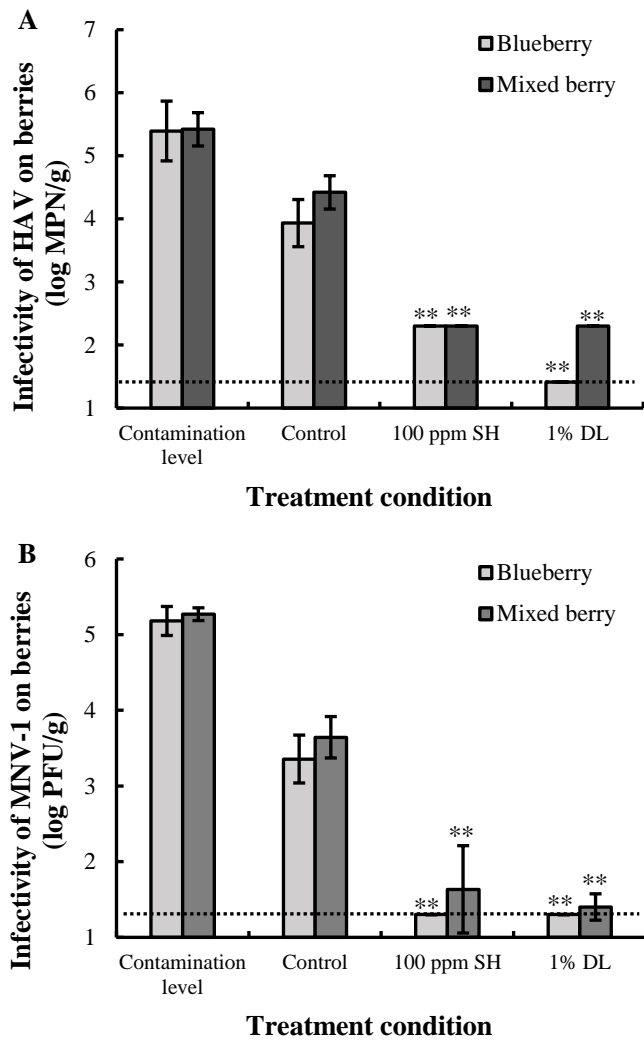 A
Infectivity of HAV on berries
(log MPN/g)
7
6
5
4
3
2
1
Blueberry
Mixed berry
** **
**
**
Contamination
level
Control
100 ppm SH
1% DL
Treatment condition
B
Infectivity of MNV-1 on berries
(log PFU/g)
6
5
4
3
2
1
Blueberry
Mixed berry
**
**
**
**
Contamination
level
Control
100 ppm SH
1% DL
Treatment condition